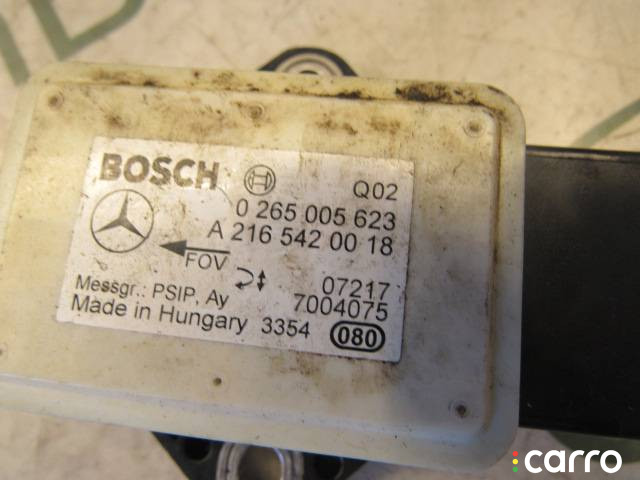 BOSCH
Q02
0 265 005 623
A 216 542 00 18
FOV
07217
Messgr.: PSIP, Ay
7004075
Made in Hungary 3354
080
carro